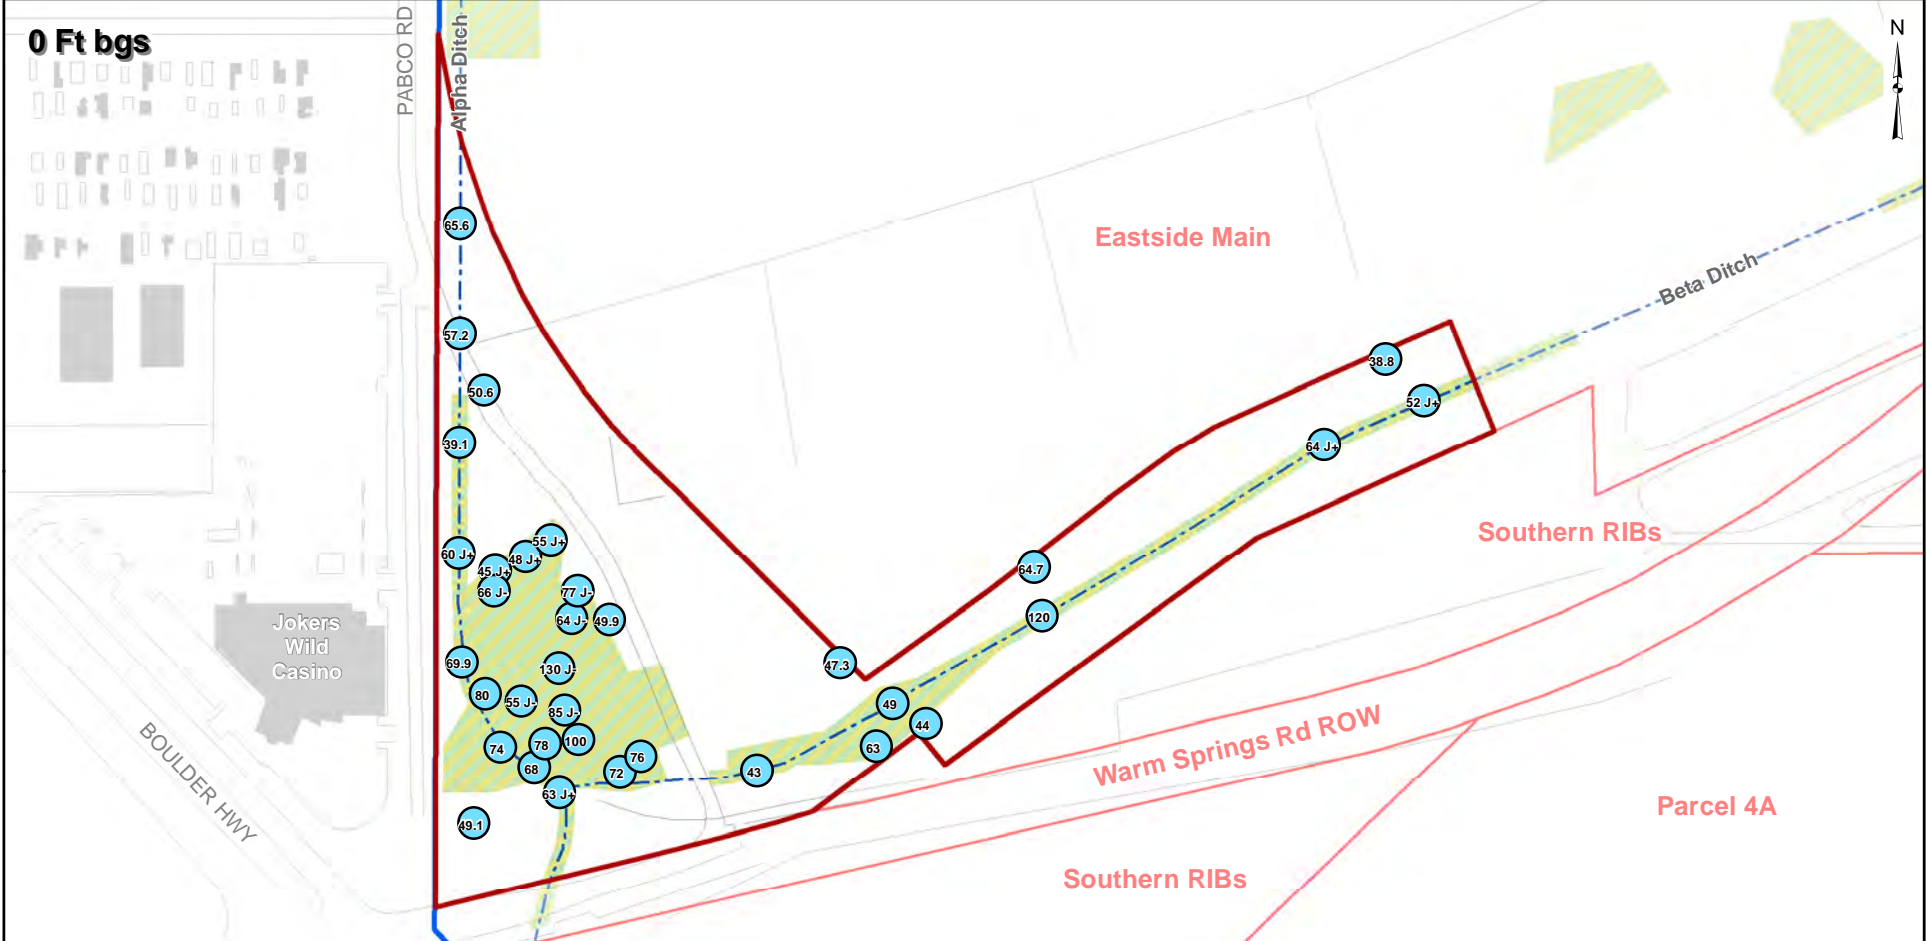 0 Ft bgs
PABCO RD
Alpha Ditch
N
65.6
Eastside Main
Beta Ditch
57.2
38.8
50.6
52 J+
39.1
64 J+
Southern RIBs
55 J+
60 J+
48 J+
45 J+
64.7
66 J-
77 J-
64 J-
49.9
120
Jokers
Wild
Casino
69.9
130 J-
47.3
80
55 J-
85 J-
49
44
Warm Springs Rd ROW
74
78
100
63
68
76
72
43
BOULDER HWY
63 J+
Parcel 4A
49.1
Southern RIBs